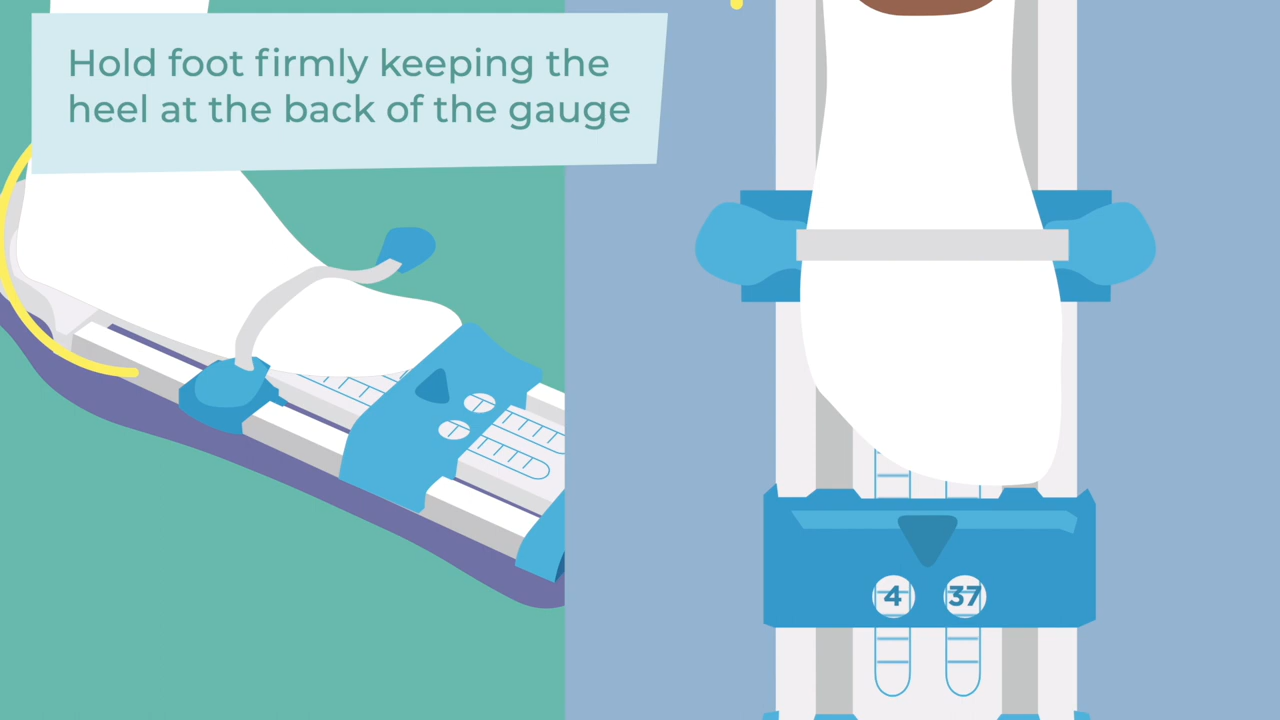 Hold foot firmly keeping the
heel at the back of the gauge
4 37